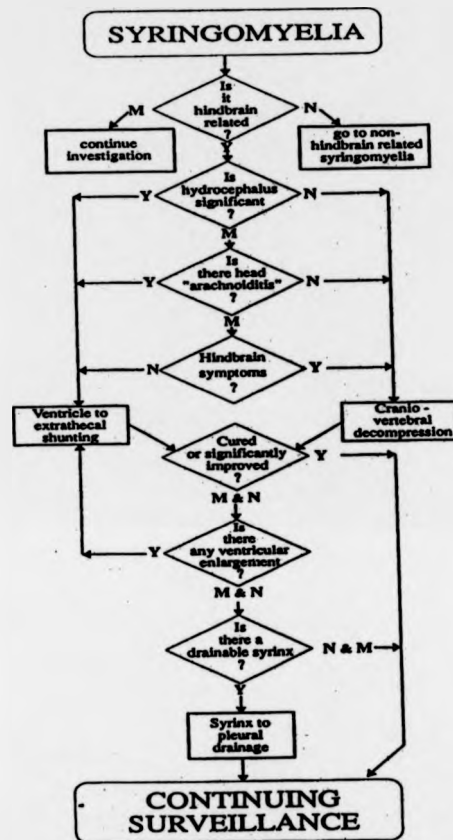 SYRINGOMYELIA
Is
it
hindbrain
related
?
M
N
continue
investigation
Y
go to non-
hindbrain related
syringomyelia
Is
hydrocephalus
significant
?
Y
N
M
Is
there head
"arachnoiditis"
?
Y
N
M
Hindbrain
symptoms
?
N
Y
Ventricle to
extrathecal
shunting
Cranio -
vertebral
decompression
Cured
or significantly
improved
?
Y
M & N
Is
there
any ventricular
enlargement
?
Y
M & N
Is
there a
drainable syrinx
?
N & M
Y
Syrinx to
pleural
drainage
CONTINUING
SURVEILLANCE